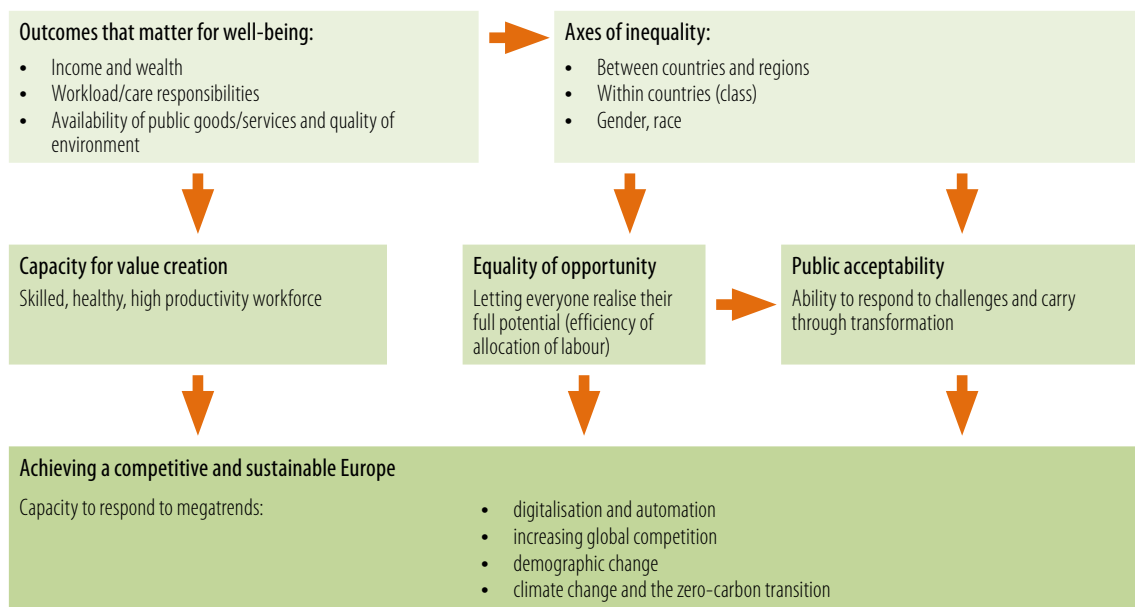 Outcomes that matter for well-being:
• Income and wealth
• Workload/care responsibilities
• Availability of public goods/services and quality of
environment
Axes of inequality:
• Between countries and regions
• Within countries (class)
• Gender, race
Capacity for value creation
Skilled, healthy, high productivity workforce
Equality of opportunity
Letting everyone realise their
full potential (efficiency of
allocation of labour)
Public acceptability
Ability to respond to challenges and carry
through transformation
Achieving a competitive and sustainable Europe
Capacity to respond to megatrends:
• digitalisation and automation
• increasing global competition
• demographic change
• climate change and the zero-carbon transition